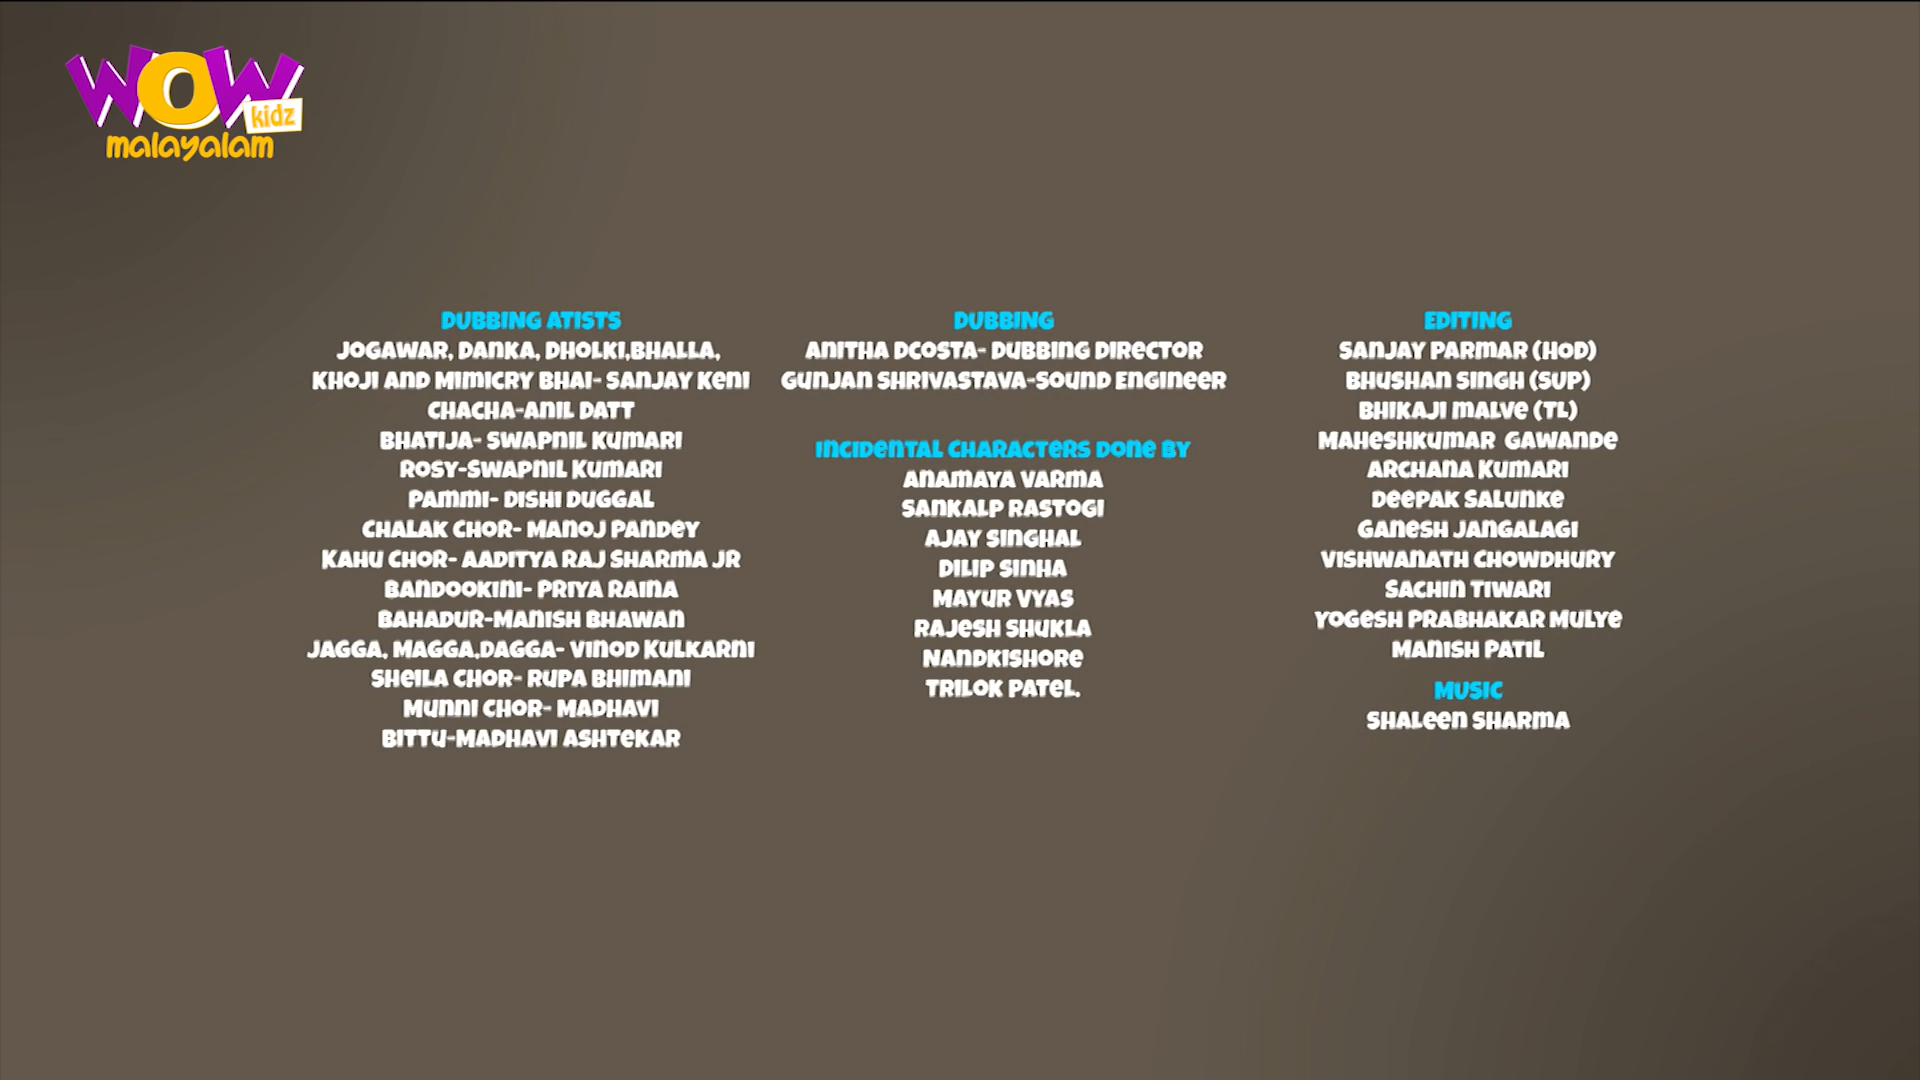 WOW
kidz
malayalam
DUBBING ATISTS
JOGAWAR, DANKA, DHOLKI,BHALLA,
KHOJI AND MIMICRY BHAI- SANJAY KENI
CHACHA-ANIL DATT
BHATIJA- SWAPNIL KUMARI
ROSY-SWAPNIL KUMARI
PAMMI- DISHI DUGGAL
CHALAK CHOR- MANOJ PANDEY
KAHU CHOR- AADITYA RAJ SHARMA JR
BANDOOKINI- PRIYA RAINA
BAHADUR-MANISH BHAWAN
JAGGA, MAGGA,DAGGA- VINOD KULKARNI
SHEILA CHOR- RUPA BHIMANI
MUNNI CHOR- MADHAVI
BITTU-MADHAVI ASHTEKAR
DUBBING
ANITHA DCOSTA- DUBBING DIRECTOR
GUNJAN SHRIVASTAVA-SOUND ENGINEER
INCIDENTAL CHARACTERS DONE BY
ANAMAYA VARMA
SANKALP RASTOGI
AJAY SINGHAL
DILIP SINHA
MAYUR VYAS
RAJESH SHUKLA
NANDKISHORE
TRILOK PATEL.
EDITING
SANJAY PARMAR (HOD)
BHUSHAN SINGH (SUP)
BHIKAJI MALVE (TL)
MAHESHKUMAR GAWANDE
ARCHANA KUMARI
DEEPAK SALUNKE
GANESH JANGALAGI
VISHWANATH CHOWDHURY
SACHIN TIWARI
YOGESH PRABHAKAR MULYE
MANISH PATIL
MUSIC
SHALEEN SHARMA